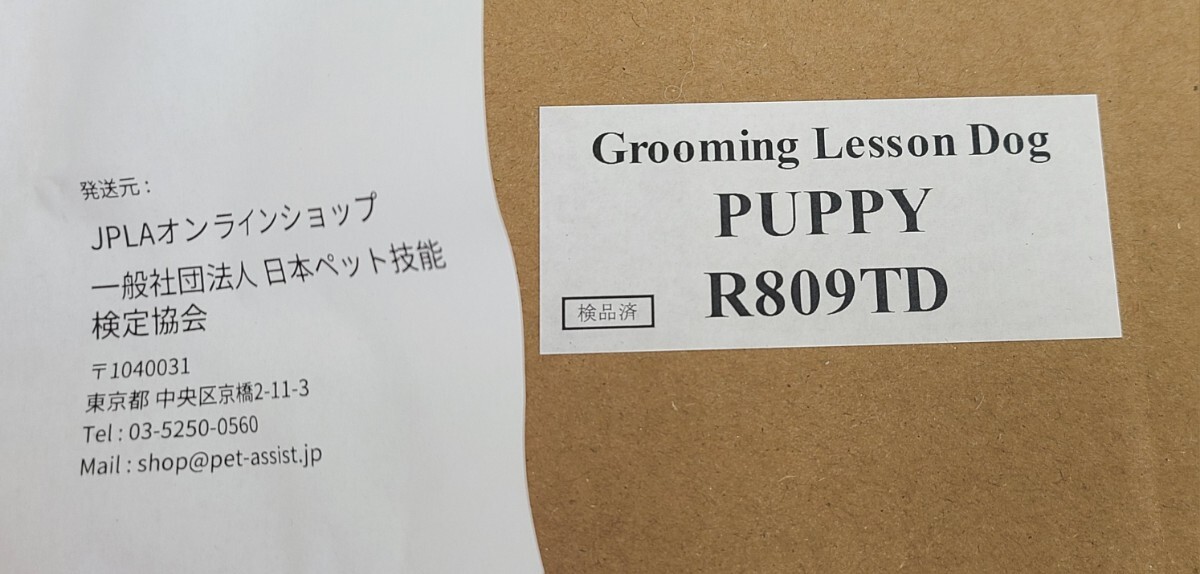 発送元 :
JPLAオンラインショップ
一般社団法人 日本ペット技能
検定協会
〒1040031
東京都 中央区京橋2-11-3
Tel : 03-5250-0560
Mail : shop@pet-assist.jp
Grooming Lesson Dog
PUPPY
R809TD
検品済